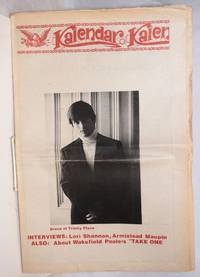 Kalendar Kalen
Bruce of Trinity Place
INTERVIEWS: Lori Shannon, Armistead Maupin
ALSO: About Wakefield Poole's "TAKE ONE